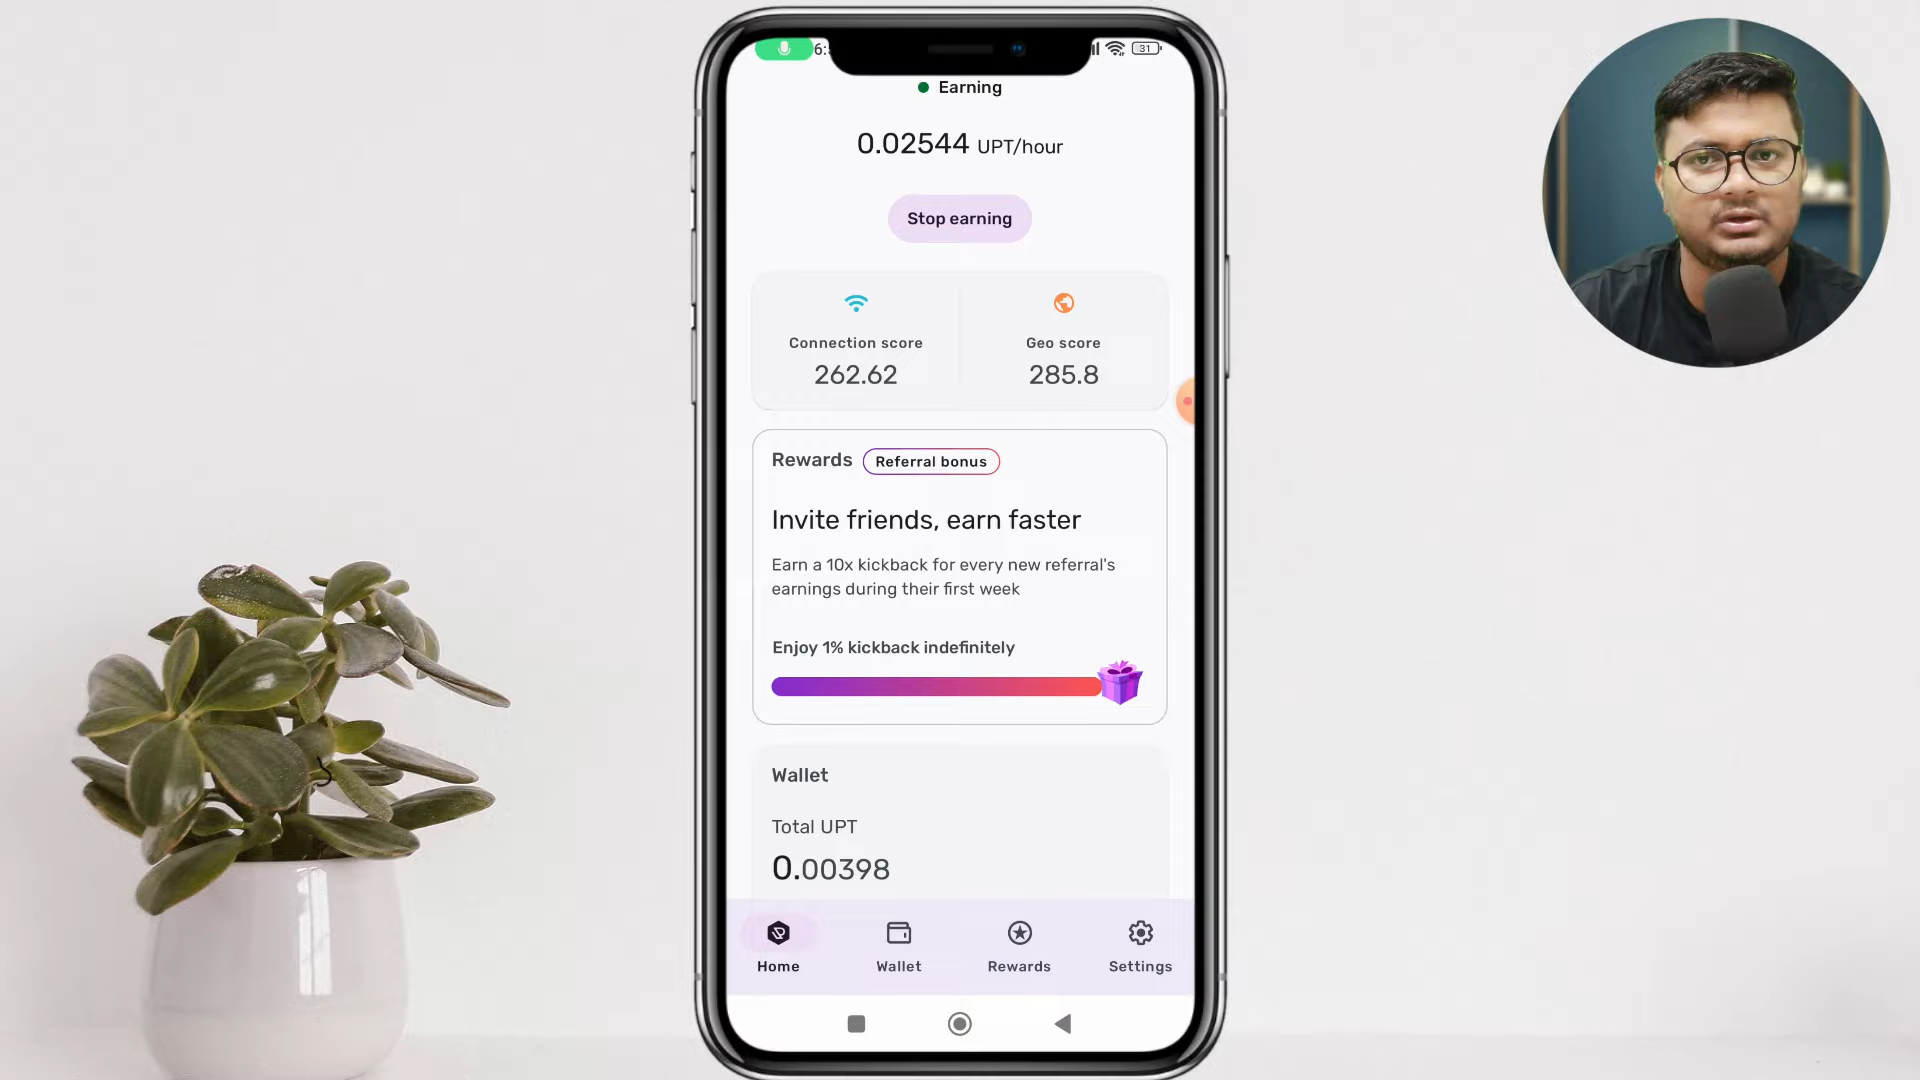 6:
31
Earning
0.02544 UPT/hour
Stop earning
Connection score
262.62
Geo score
285.8
Rewards
Referral bonus
Invite friends, earn faster
Earn a 10x kickback for every new referral's
earnings during their first week
Enjoy 1% kickback indefinitely
Wallet
Total UPT
0.00398
Home
Wallet
Rewards
Settings